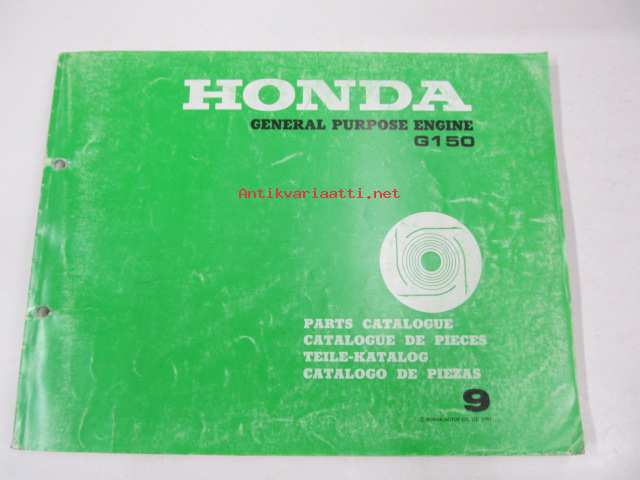 HONDA
GENERAL PURPOSE ENGINE
G150
Antikvariaatti.net
PARTS CATALOGUE
CATALOGUE DE PIECES
TEILE-KATALOG
CATALOGO DE PIEZAS
9